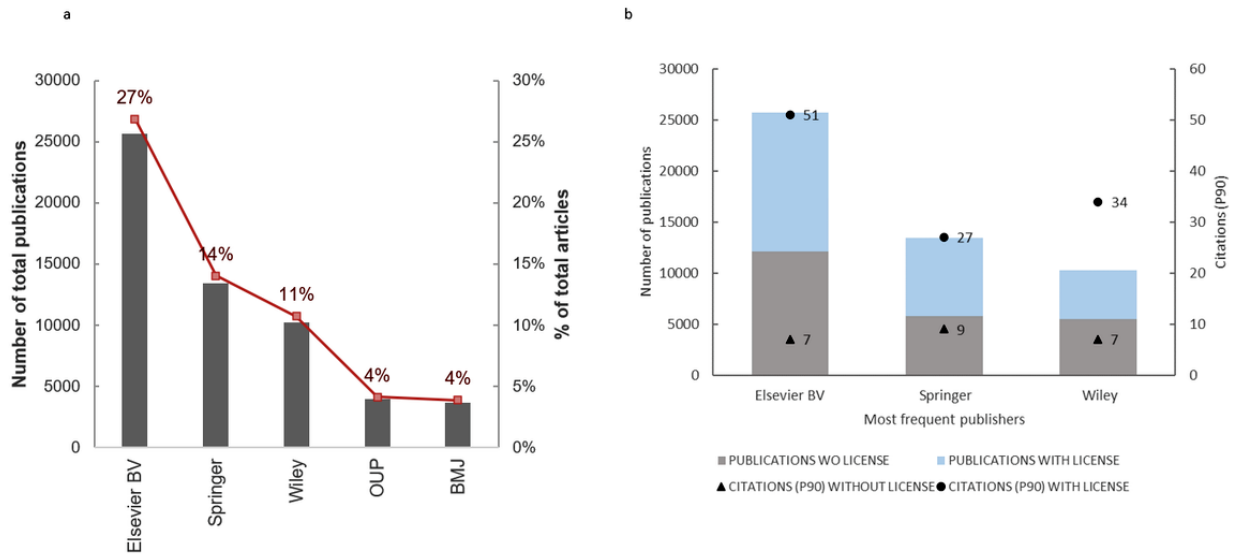 a
Number of total publications
30000
25000
20000
15000
10000
5000
0
27%
14%
11%
4%
4%
30%
25%
20%
15%
10%
5%
0%
% of total articles
Elsevier BV
Springer
Wiley
OUP
BMJ
b
Number of publications
30000
25000
20000
15000
10000
5000
0
51
27
34
7
9
7
60
50
40
30
20
10
0
Citations (P90)
Elsevier BV
Springer
Wiley
Most frequent publishers
PUBLICATIONS WO LICENSE
PUBLICATIONS WITH LICENSE
CITATIONS (P90) WITHOUT LICENSE
CITATIONS (P90) WITH LICENSE